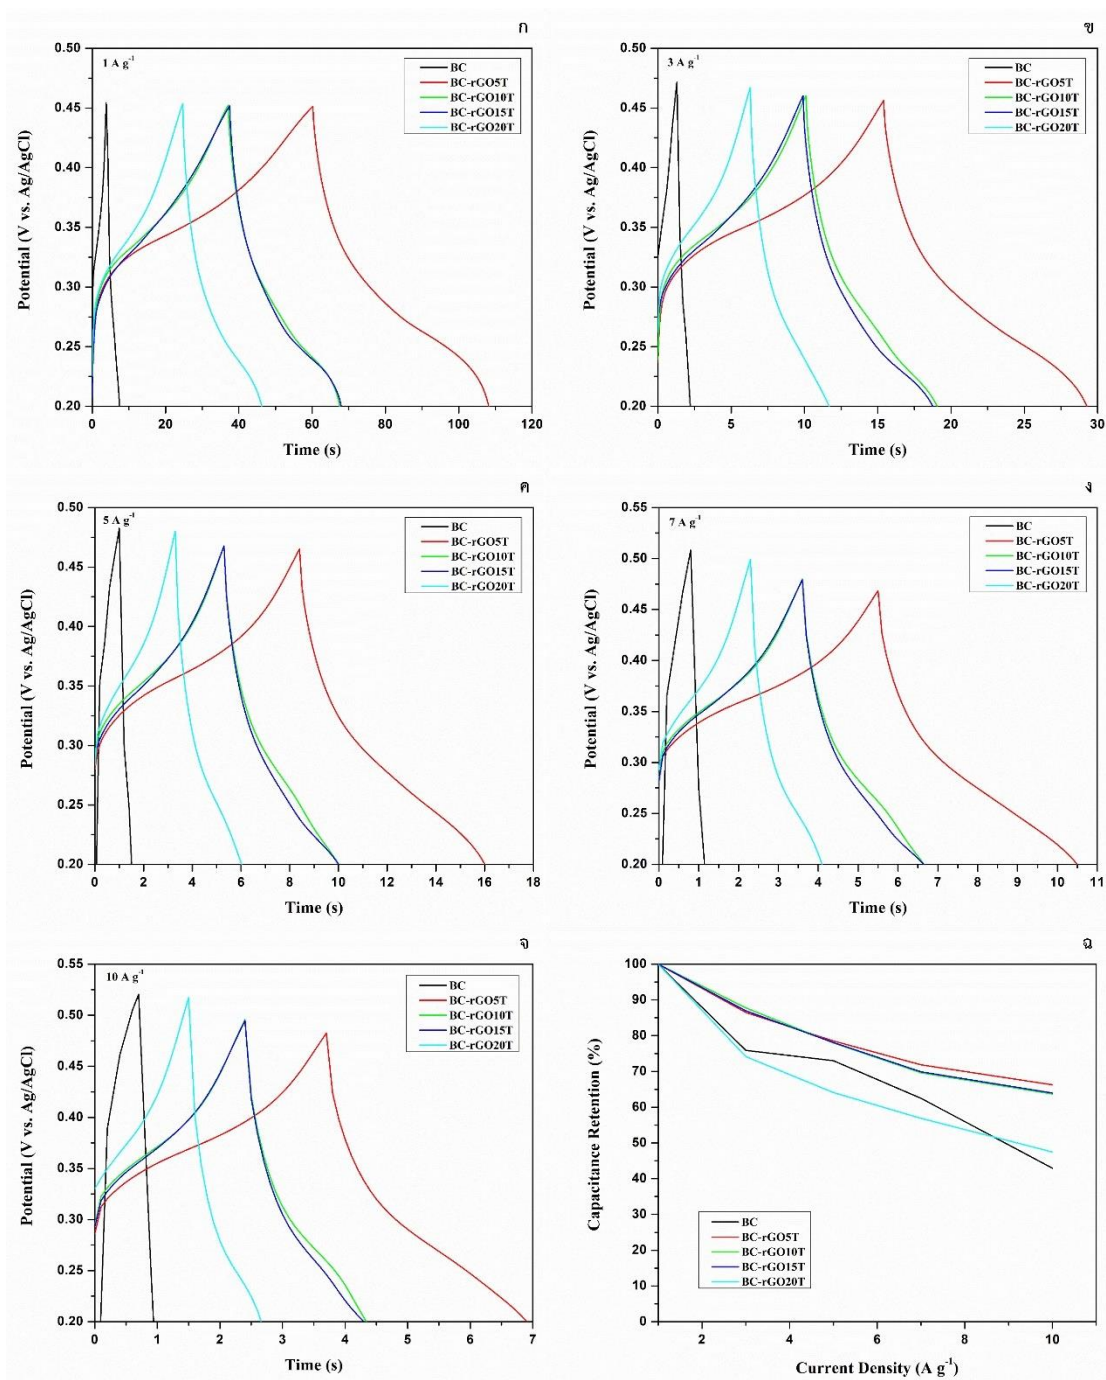 ก
1 A g⁻¹
BC
BC-rGO5T
BC-rGO10T
BC-rGO15T
BC-rGO20T
0.50
0.45
0.40
0.35
0.30
0.25
0.20
Potential (V vs. Ag/AgCl)
0 20 40 60 80 100 120
Time (s)
ข
3 A g⁻¹
BC
BC-rGO5T
BC-rGO10T
BC-rGO15T
BC-rGO20T
0.50
0.45
0.40
0.35
0.30
0.25
0.20
Potential (V vs. Ag/AgCl)
0 5 10 15 20 25 30
Time (s)
ค
5 A g⁻¹
BC
BC-rGO5T
BC-rGO10T
BC-rGO15T
BC-rGO20T
0.50
0.45
0.40
0.35
0.30
0.25
0.20
Potential (V vs. Ag/AgCl)
0 2 4 6 8 10 12 14 16 18
Time (s)
ง
7 A g⁻¹
BC
BC-rGO5T
BC-rGO10T
BC-rGO15T
BC-rGO20T
0.55
0.50
0.45
0.40
0.35
0.30
0.25
0.20
Potential (V vs. Ag/AgCl)
0 1 2 3 4 5 6 7 8 9 10 11
Time (s)
จ
10 A g⁻¹
BC
BC-rGO5T
BC-rGO10T
BC-rGO15T
BC-rGO20T
0.55
0.50
0.45
0.40
0.35
0.30
0.25
0.20
Potential (V vs. Ag/AgCl)
0 1 2 3 4 5 6 7
Time (s)
ฉ
100
90
80
70
60
50
40
30
20
10
0
Capacitance Retention (%)
BC
BC-rGO5T
BC-rGO10T
BC-rGO15T
BC-rGO20T
2 4 6 8 10
Current Density (A g⁻¹)